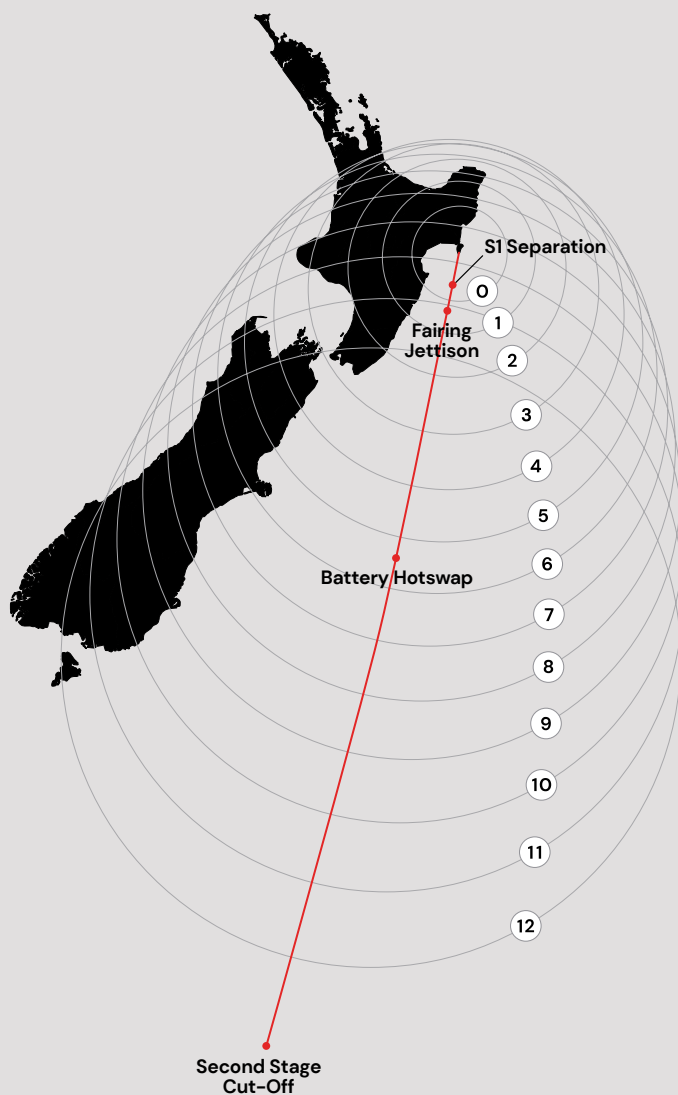 S1 Separation
0
1
Fairing
Jettison
2
3
4
5
6
Battery Hotswap
7
8
9
10
11
12
Second Stage
Cut-Off